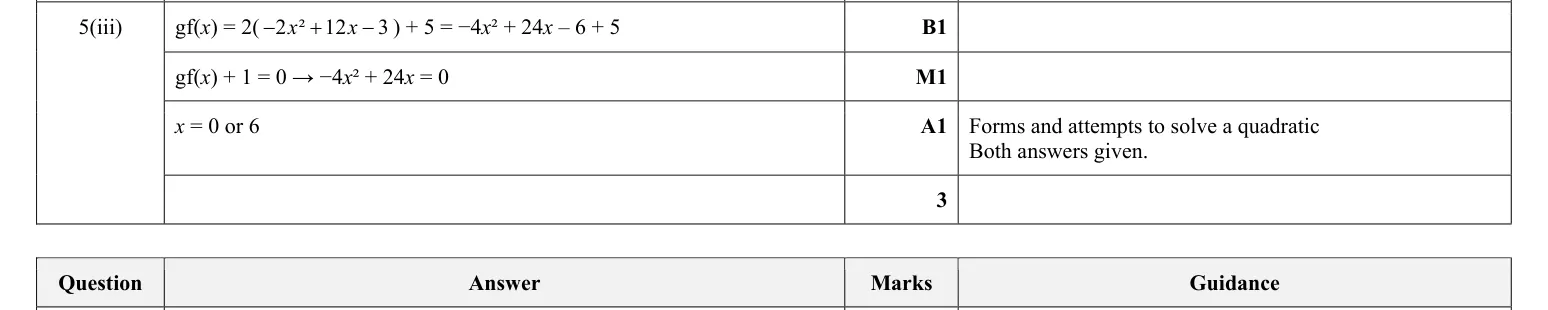 5(iii) gf(x) = 2( −2x² + 12x − 3 ) + 5 = −4x² + 24x – 6 + 5 B1
gf(x) + 1 = 0 → −4x² + 24x = 0 M1
x = 0 or 6 A1 Forms and attempts to solve a quadratic
Both answers given.
3
Question Answer Marks Guidance